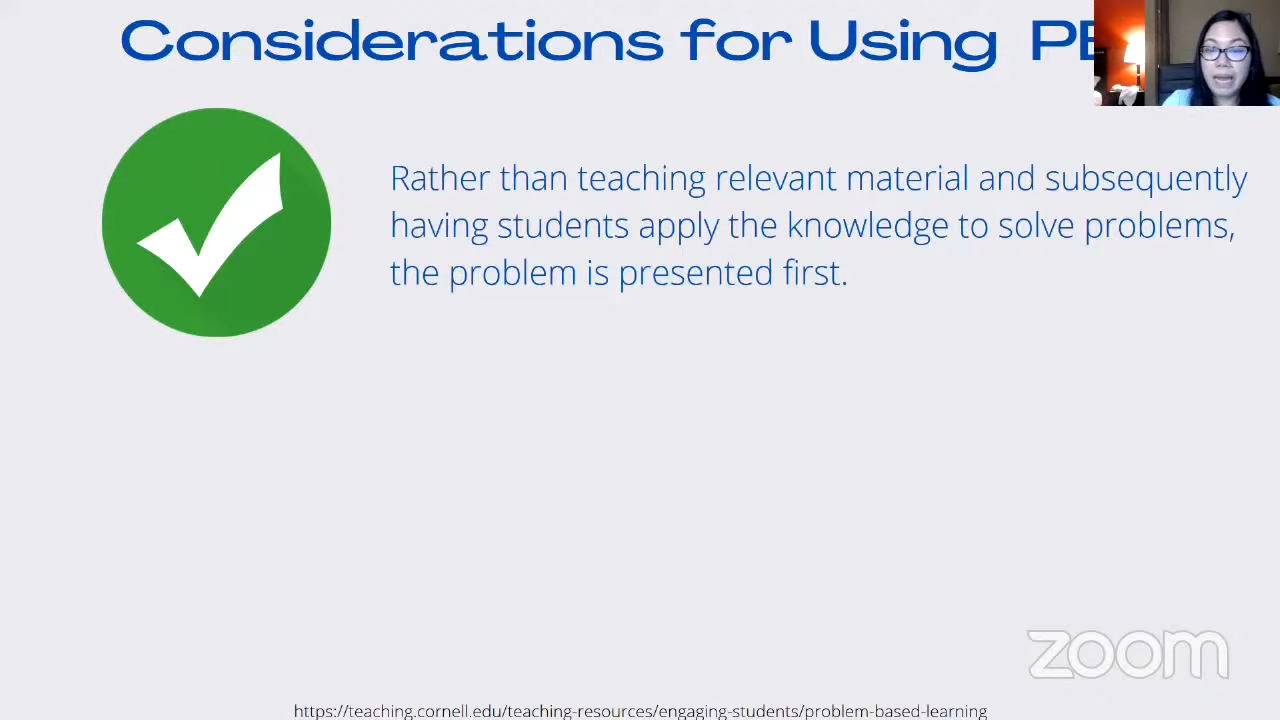 Considerations for Using
Rather than teaching relevant material and subsequently
having students apply the knowledge to solve problems,
the problem is presented first.
zoom
https://teaching.cornell.edu/teaching-resources/engaging-students/problem-based-learning